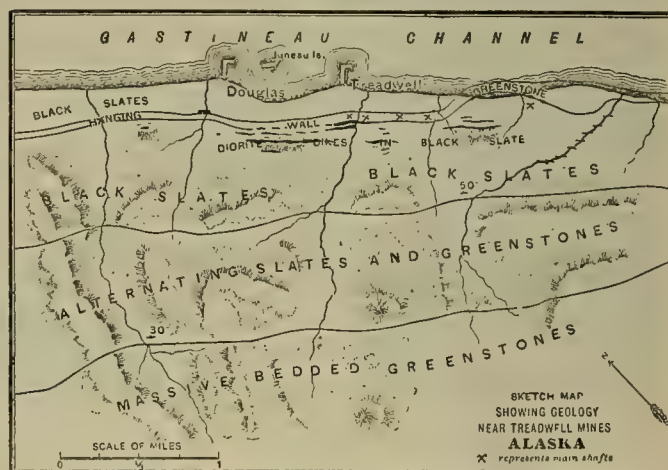 GASTINEAU CHANNEL
Juneau Is.
Douglas
Treadwell
GREENSTONE
BLACK SLATES
HANGING WALL
DIORITE DIKES IN BLACK SLATE
BLACK SLATES
BLACK SLATES
50
ALTERNATING SLATES AND GREENSTONES
30
MASSIVE BEDDED GREENSTONES
N
SKETCH MAP
SHOWING GEOLOGY
NEAR TREADWELL MINES
ALASKA
X represents main shafts
SCALE OF MILES
0 ½ 1